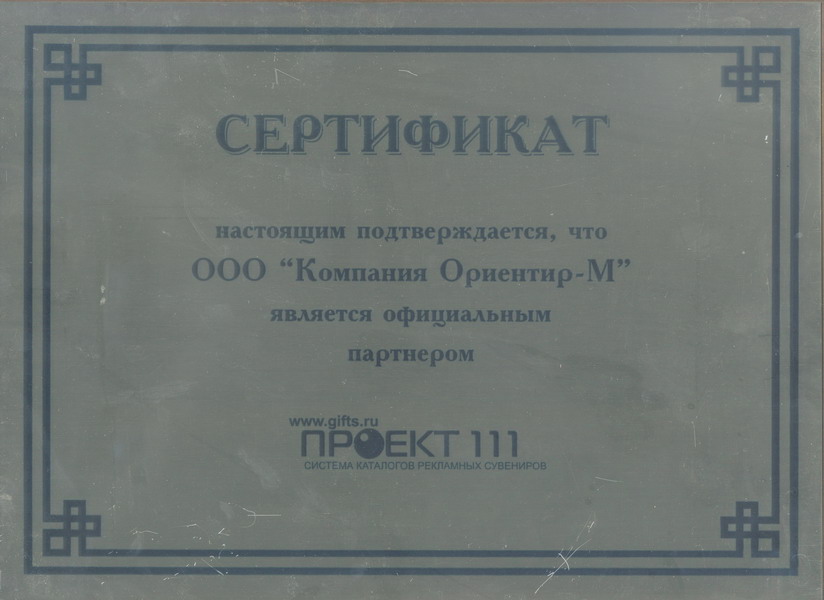 СЕРТИФИКАТ
настоящим подтверждается, что
ООО “Компания Ориентир-М”
является официальным
партнером
www.gifts.ru
ПРОЕКТ 111
СИСТЕМА КАТАЛОГОВ РЕКЛАМНЫХ СУВЕНИРОВ